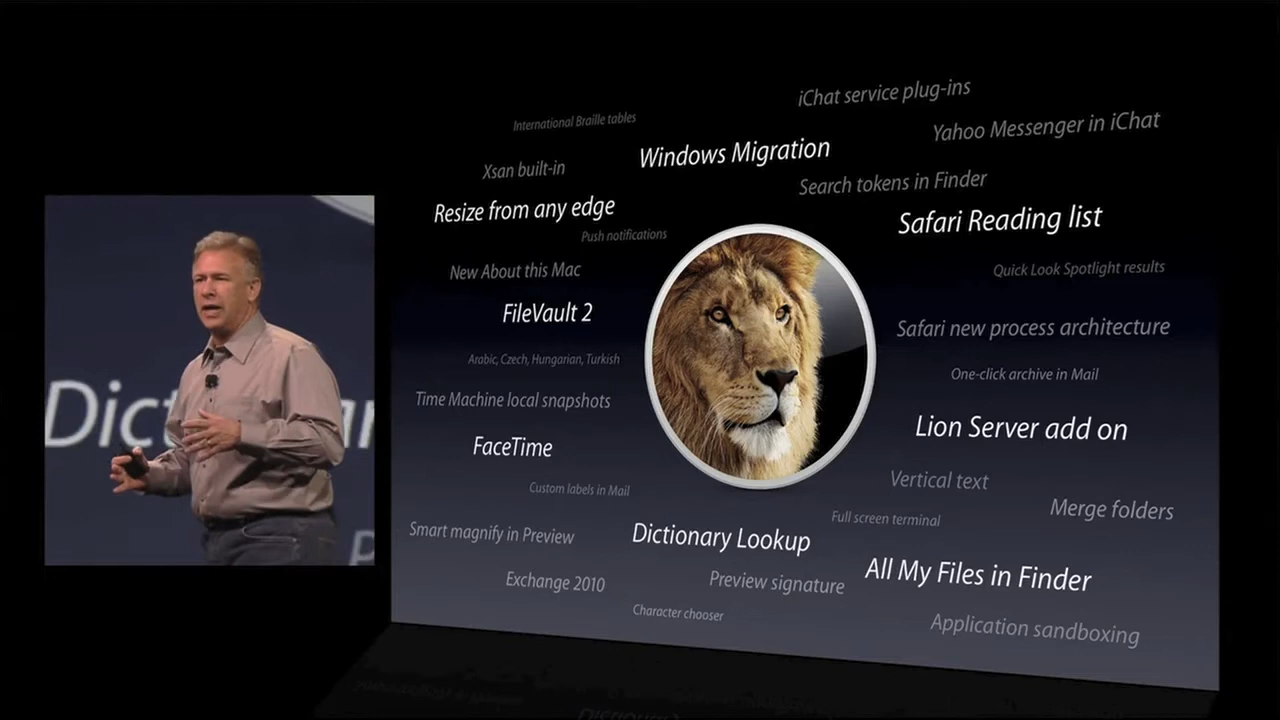 iChat service plug-ins
International Braille tables
Yahoo Messenger in iChat
Windows Migration
Xsan built-in
Search tokens in Finder
Resize from any edge
Safari Reading list
Push notifications
New About this Mac
Quick Look Spotlight results
FileVault 2
Safari new process architecture
Arabic, Czech, Hungarian, Turkish
One-click archive in Mail
Time Machine local snapshots
Dict
Lion Server add on
FaceTime
Vertical text
Custom labels in Mail
Merge folders
Full screen terminal
Smart magnify in Preview
Dictionary Lookup
All My Files in Finder
Exchange 2010
Preview signature
Character chooser
Application sandboxing